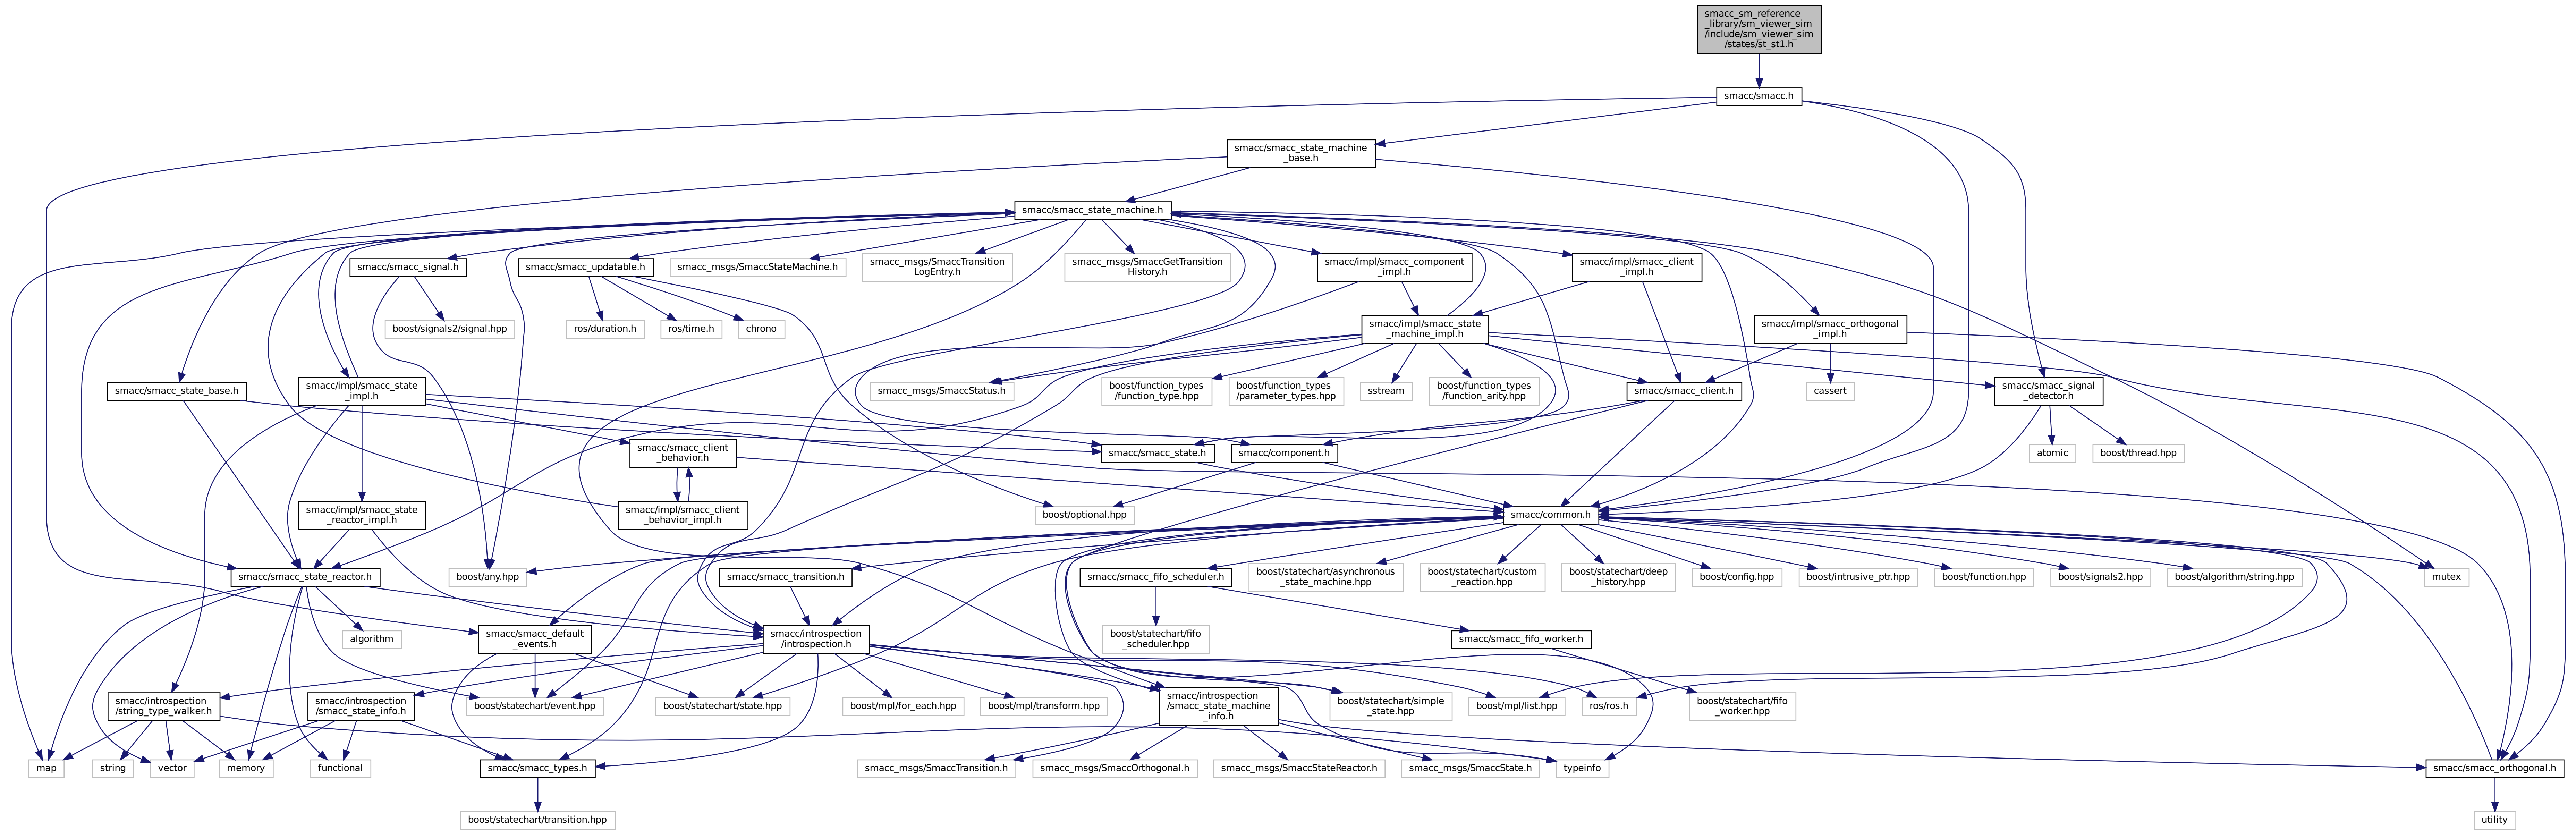 smacc_sm_reference
_library/sm_viewer_sim
/include/sm_viewer_sim
/states/st_st1.h
smacc/smacc.h
smacc/smacc_state_machine
_base.h
smacc/smacc_state_machine.h
smacc/smacc_signal.h
smacc/smacc_updatable.h
smacc_msgs/SmaccStateMachine.h
smacc_msgs/SmaccTransition
LogEntry.h
smacc_msgs/SmaccGetTransition
History.h
smacc/impl/smacc_component
_impl.h
smacc/impl/smacc_client
_impl.h
boost/signals2/signal.hpp
ros/duration.h
ros/time.h
chrono
smacc/impl/smacc_state
_machine_impl.h
smacc/impl/smacc_orthogonal
_impl.h
smacc/smacc_state_base.h
smacc/impl/smacc_state
_impl.h
smacc_msgs/SmaccStatus.h
boost/function_types
/function_type.hpp
boost/function_types
/parameter_types.hpp
sstream
boost/function_types
/function_arity.hpp
smacc/smacc_client.h
cassert
smacc/smacc_signal
_detector.h
smacc/smacc_client
_behavior.h
smacc/smacc_state.h
smacc/component.h
atomic
boost/thread.hpp
smacc/impl/smacc_state
_reactor_impl.h
smacc/impl/smacc_client
_behavior_impl.h
boost/optional.hpp
smacc/common.h
smacc/smacc_state_reactor.h
boost/any.hpp
smacc/smacc_transition.h
smacc/smacc_fifo_scheduler.h
boost/statechart/asynchronous
_state_machine.hpp
boost/statechart/custom
_reaction.hpp
boost/statechart/deep
_history.hpp
boost/config.hpp
boost/intrusive_ptr.hpp
boost/function.hpp
boost/signals2.hpp
boost/algorithm/string.hpp
mutex
algorithm
smacc/smacc_default
_events.h
smacc/introspection
/introspection.h
boost/statechart/fifo
_scheduler.hpp
smacc/smacc_fifo_worker.h
smacc/introspection
/string_type_walker.h
smacc/introspection
/smacc_state_info.h
boost/statechart/event.hpp
boost/statechart/state.hpp
boost/mpl/for_each.hpp
boost/mpl/transform.hpp
smacc/introspection
/smacc_state_machine
_info.h
boost/statechart/simple
_state.hpp
boost/mpl/list.hpp
ros/ros.h
boost/statechart/fifo
_worker.hpp
map
string
vector
memory
functional
smacc/smacc_types.h
smacc_msgs/SmaccTransition.h
smacc_msgs/SmaccOrthogonal.h
smacc_msgs/SmaccStateReactor.h
smacc_msgs/SmaccState.h
typeinfo
smacc/smacc_orthogonal.h
boost/statechart/transition.hpp
utility